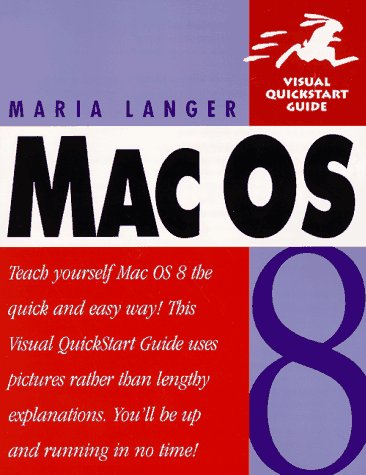 VISUAL
QUICKSTART
GUIDE
MARIA LANGER
MAC OS
8
Teach yourself Mac OS 8 the
quick and easy way! This
Visual QuickStart Guide uses
pictures rather than lengthy
explanations. You'll be up
and running in no time!